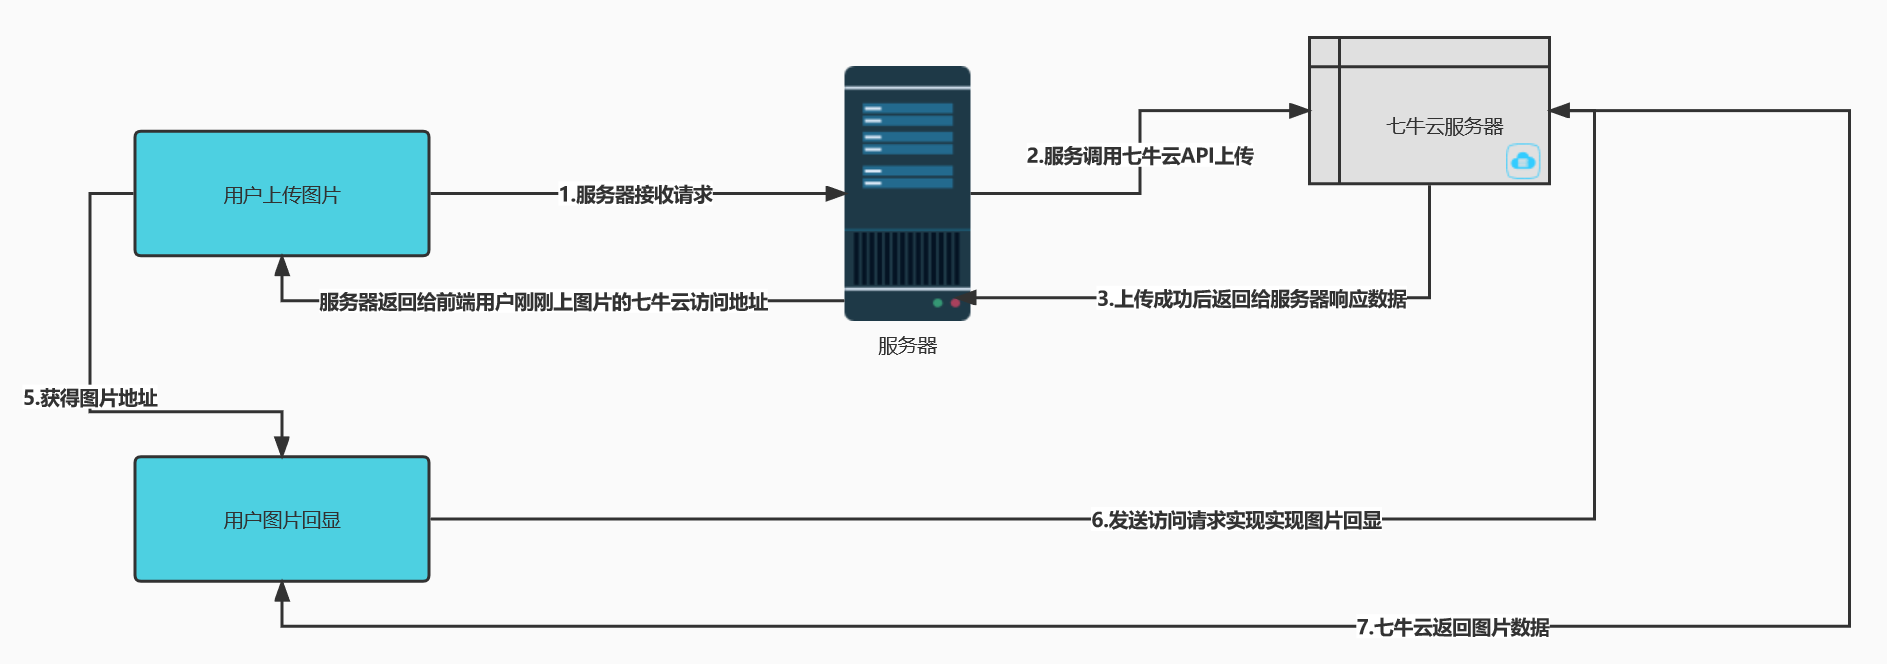 七牛云服务器
2.服务调用七牛云API上传
用户上传图片
1.服务器接收请求
服务器返回给前端用户刚刚上图片的七牛云访问地址
3.上传成功后返回给服务器响应数据
服务器
5.获得图片地址
用户图片回显
6.发送访问请求实现实现图片回显
7.七牛云返回图片数据